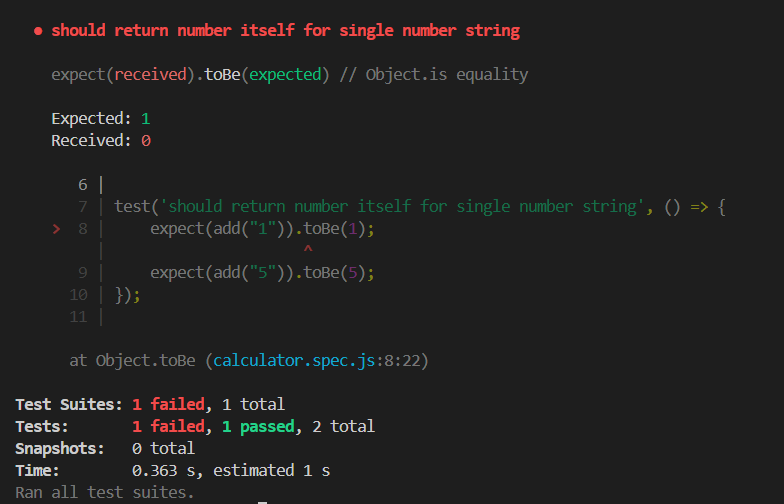 ● should return number itself for single number string
expect(received).toBe(expected) // Object.is equality
Expected: 1
Received: 0
6 |
7 | test('should return number itself for single number string', () => {
> 8 | expect(add("1")).toBe(1);
| ^
9 | expect(add("5")).toBe(5);
10 | });
11 |
at Object.toBe (calculator.spec.js:8:22)
Test Suites: 1 failed, 1 total
Tests: 1 failed, 1 passed, 2 total
Snapshots: 0 total
Time: 0.363 s, estimated 1 s
Ran all test suites.